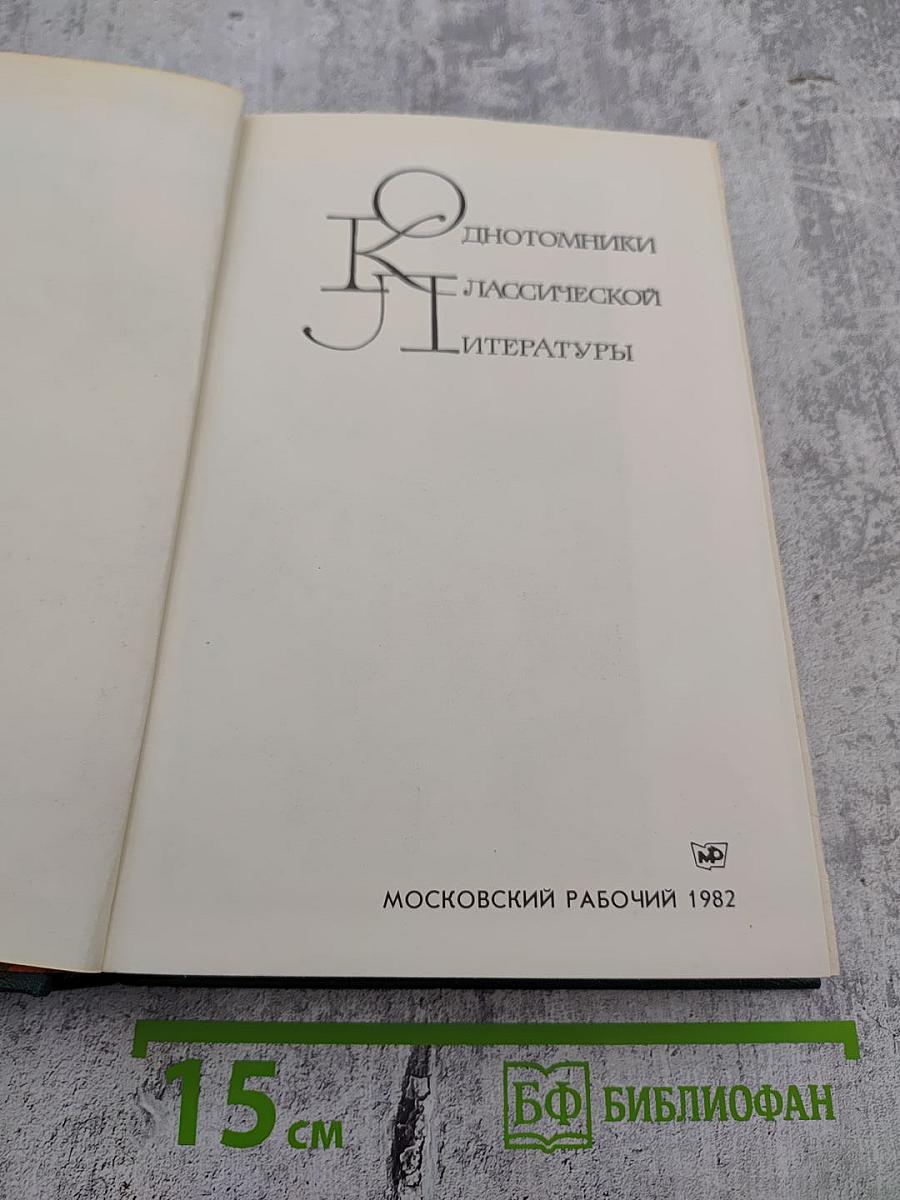 ОДНОТОМНИКИ
КЛАССИЧЕСКОЙ
ЛИТЕРАТУРЫ
МР
МОСКОВСКИЙ РАБОЧИЙ 1982
15 СМ
БФ БИБЛИОФАН